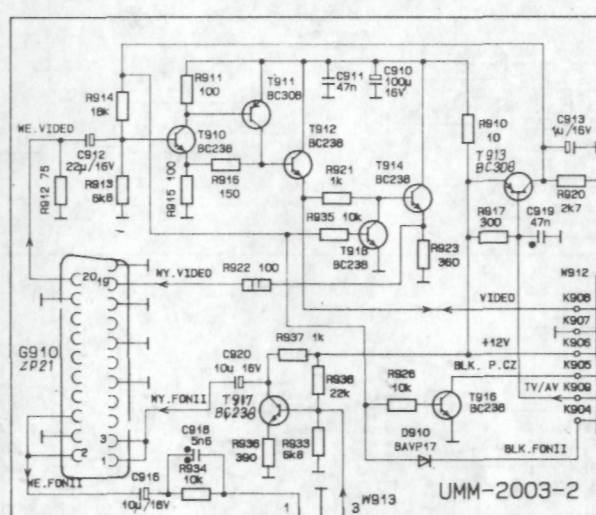 R911
100
T911
BC308
C911
47n
C910
100u
16V
R914
18k
WE.VIDEO
C912
22µ/16V
T910
BC238
T912
BC238
R910
10
C913
1µ/16V
T913
BC308
R912 75
R913
6k8
R915 100
R916
150
R921
1k
T914
BC238
R920
2k7
R935 10k
T918
BC238
R917
300
C919
47n
R923
360
20
19
WY.VIDEO
R922 100
W912
VIDEO
K908
K907
G910
ZP21
C920
10u 16V
R937 1k
+12V
K906
BLK. P.CZ
K905
WY.FONII
T917
BC238
R938
22k
R926
10k
TV/AV
K909
T916
BC238
K904
3
2
1
C918
5n6
R936
390
R933
6k8
D910
BAVP17
BLK.FONII
WE.FONII
C915
10µ/16V
R934
10k
1
3
W913
UMM-2003-2